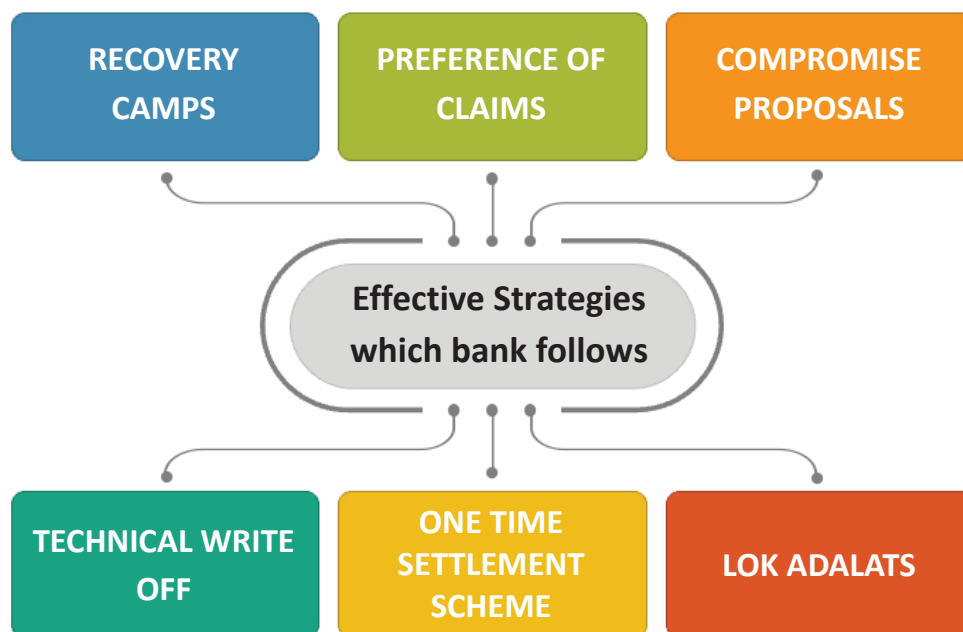 RECOVERY
CAMPS
PREFERENCE OF
CLAIMS
COMPROMISE
PROPOSALS
Effective Strategies
which bank follows
TECHNICAL WRITE
OFF
ONE TIME
SETTLEMENT
SCHEME
LOK ADALATS